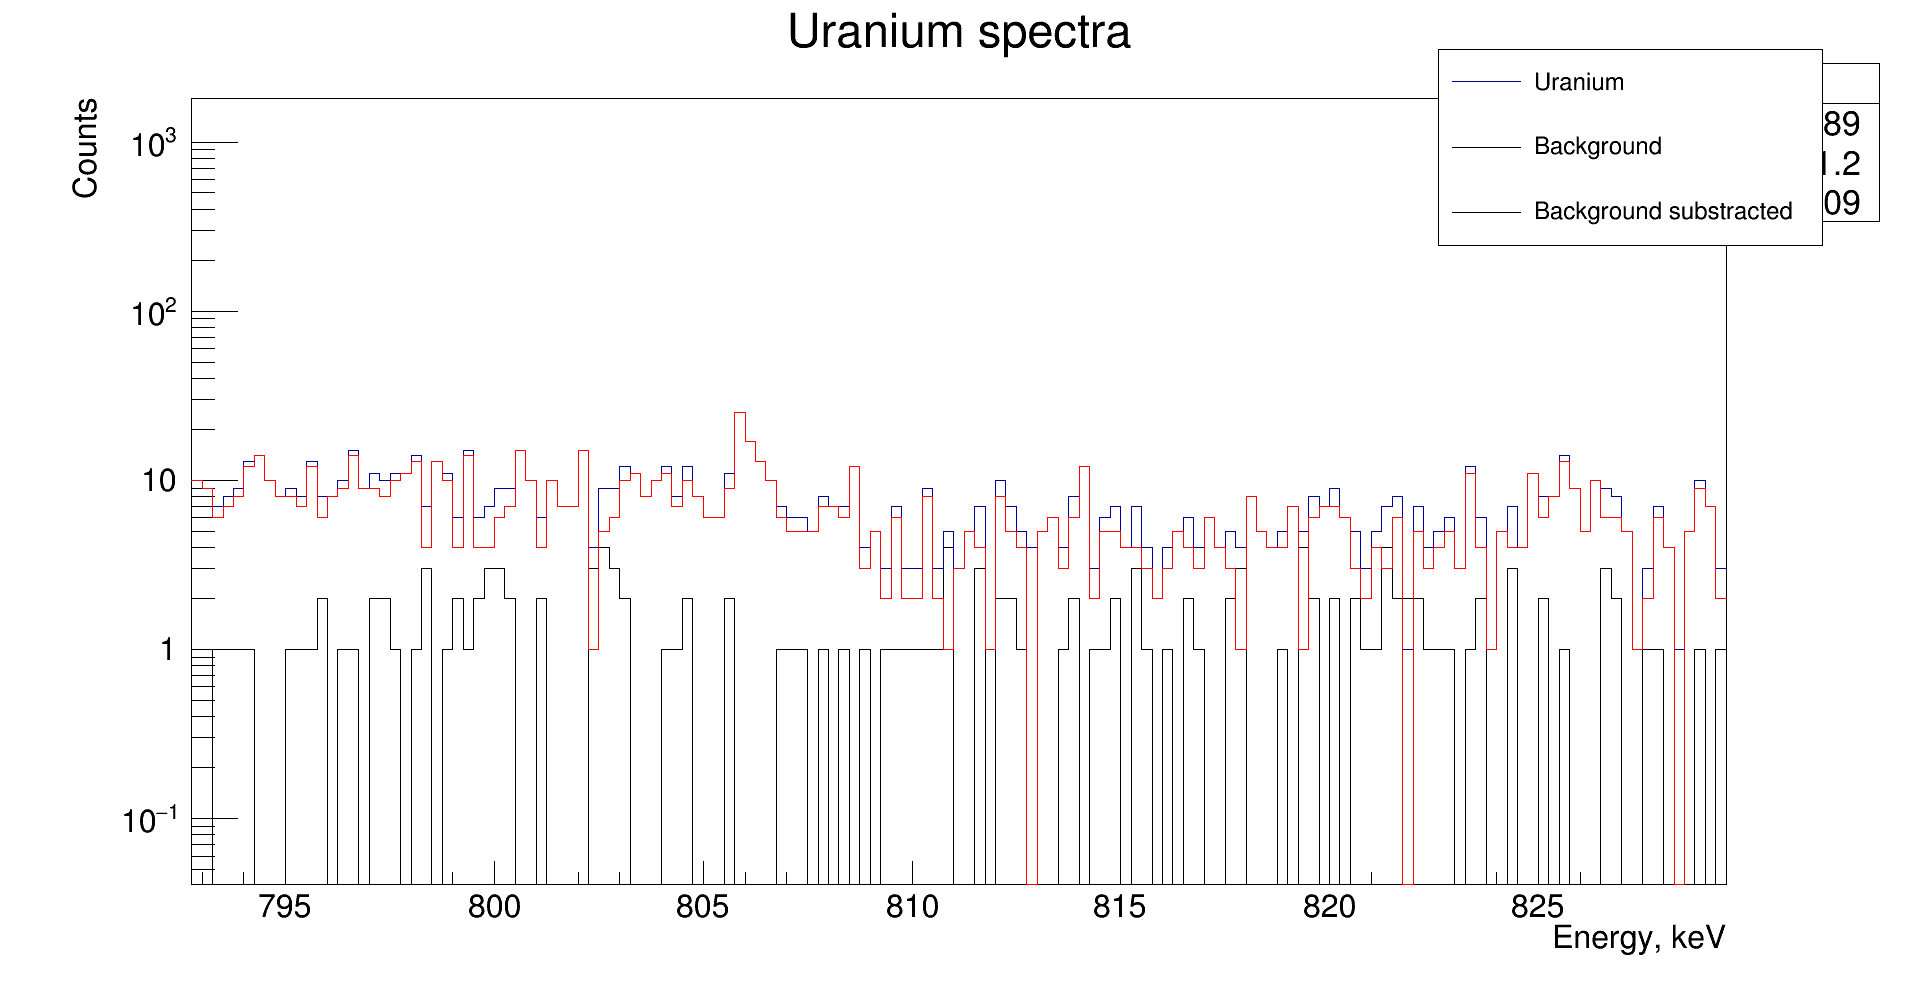 Uranium spectra
Counts
10³
10²
10
1
10⁻¹
Uranium
Background
Background substracted
89
1.2
09
795 800 805 810 815 820 825
Energy, keV